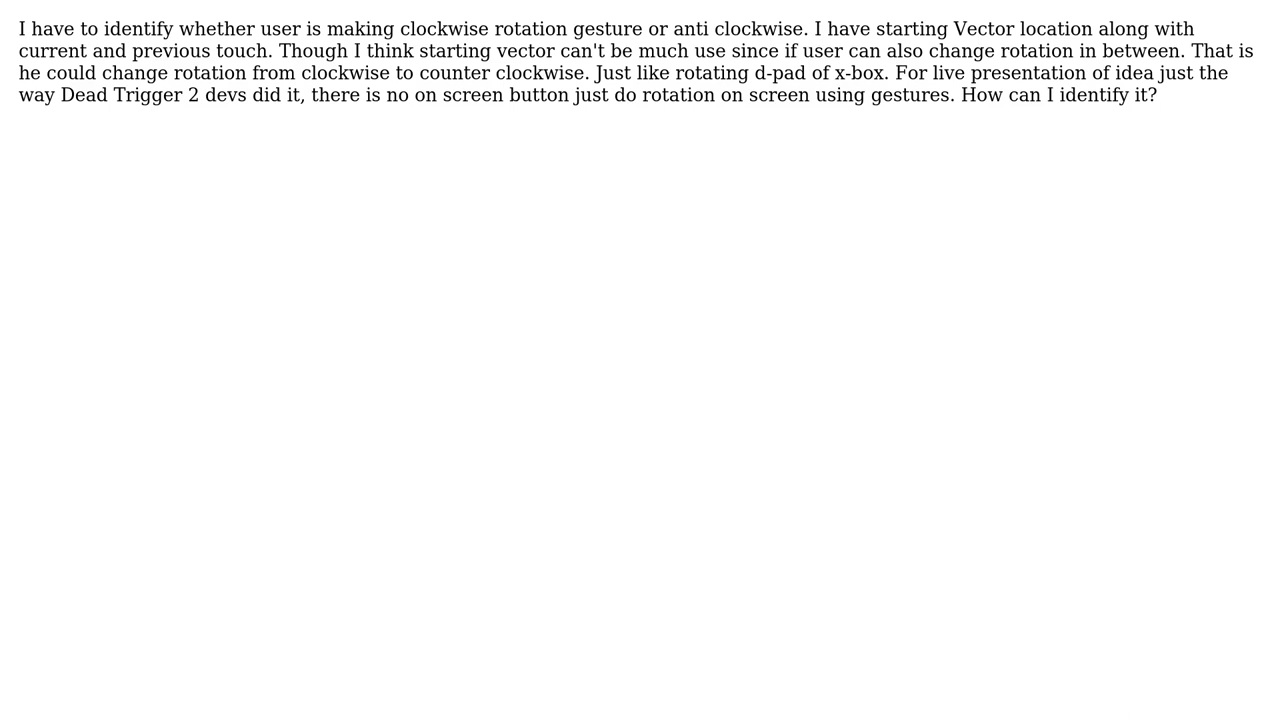 I have to identify whether user is making clockwise rotation gesture or anti clockwise. I have starting Vector location along with
current and previous touch. Though I think starting vector can't be much use since if user can also change rotation in between. That is
he could change rotation from clockwise to counter clockwise. Just like rotating d-pad of x-box. For live presentation of idea just the
way Dead Trigger 2 devs did it, there is no on screen button just do rotation on screen using gestures. How can I identify it?